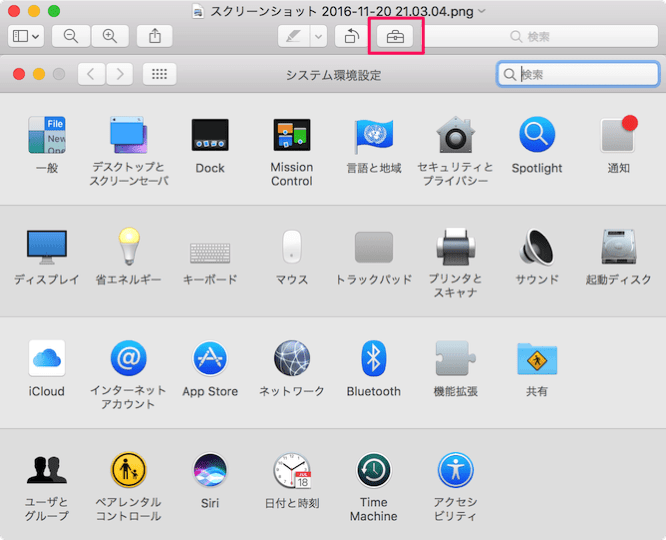 スクリーンショット 2016-11-20 21.03.04.png
検索
システム環境設定
検索
File
New
One
一般
デスクトップと
スクリーンセーバ
Dock
Mission
Control
言語と地域
セキュリティと
プライバシー
Spotlight
通知
ディスプレイ
省エネルギー
キーボード
マウス
トラックパッド
プリンタと
スキャナ
サウンド
起動ディスク
iCloud
インターネット
アカウント
App Store
ネットワーク
Bluetooth
機能拡張
共有
ユーザと
グループ
ペアレンタル
コントロール
Siri
JUL
18
日付と時刻
Time
Machine
アクセシ
ビリティ